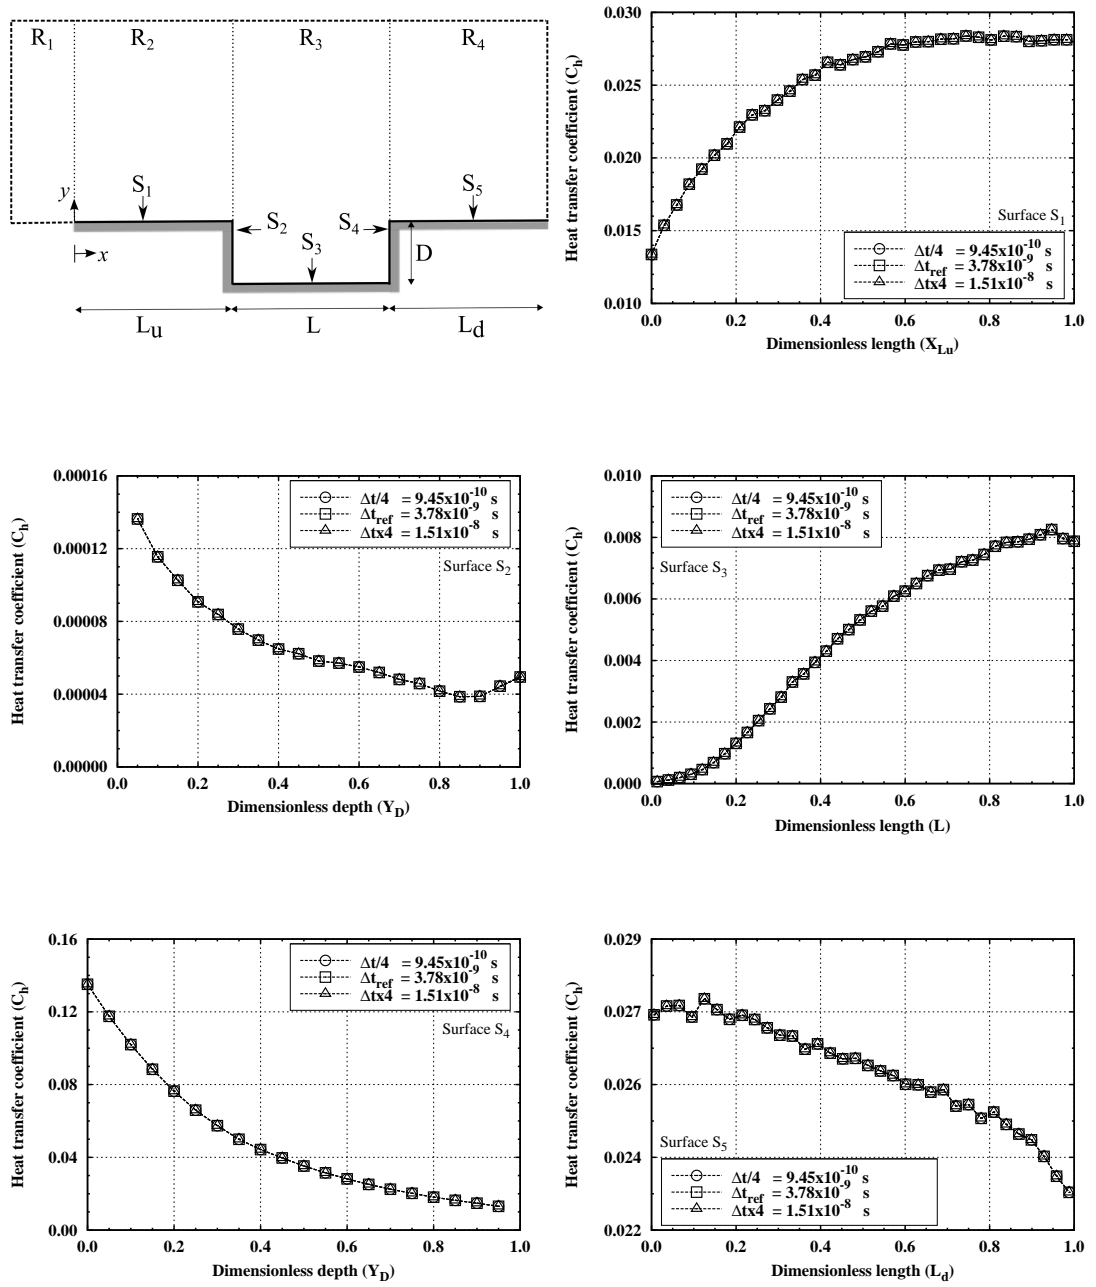 R1 R2 R3 R4
y S1 S5
S2 S4
S3
D
x
Lu L Ld
Heat transfer coefficient (Ch)
0.030
0.025
0.020
0.015
0.010
Surface S1
Δt/4 = 9.45x10-10 s
Δtref = 3.78x10-9 s
Δtx4 = 1.51x10-8 s
0.0 0.2 0.4 0.6 0.8 1.0
Dimensionless length (XLu)
Heat transfer coefficient (Ch)
0.00016
0.00012
0.00008
0.00004
0.00000
Δt/4 = 9.45x10-10 s
Δtref = 3.78x10-9 s
Δtx4 = 1.51x10-8 s
Surface S2
0.0 0.2 0.4 0.6 0.8 1.0
Dimensionless depth (YD)
Heat transfer coefficient (Ch)
0.010
0.008
0.006
0.004
0.002
0.000
Δt/4 = 9.45x10-10 s
Δtref = 3.78x10-9 s
Δtx4 = 1.51x10-8 s
Surface S3
0.0 0.2 0.4 0.6 0.8 1.0
Dimensionless length (L)
Heat transfer coefficient (Ch)
0.16
0.12
0.08
0.04
0.00
Δt/4 = 9.45x10-10 s
Δtref = 3.78x10-9 s
Δtx4 = 1.51x10-8 s
Surface S4
0.0 0.2 0.4 0.6 0.8 1.0
Dimensionless depth (YD)
Heat transfer coefficient (Ch)
0.029
0.027
0.026
0.024
0.022
Surface S5
Δt/4 = 9.45x10-10 s
Δtref = 3.78x10-9 s
Δtx4 = 1.51x10-8 s
0.0 0.2 0.4 0.6 0.8 1.0
Dimensionless length (Ld)